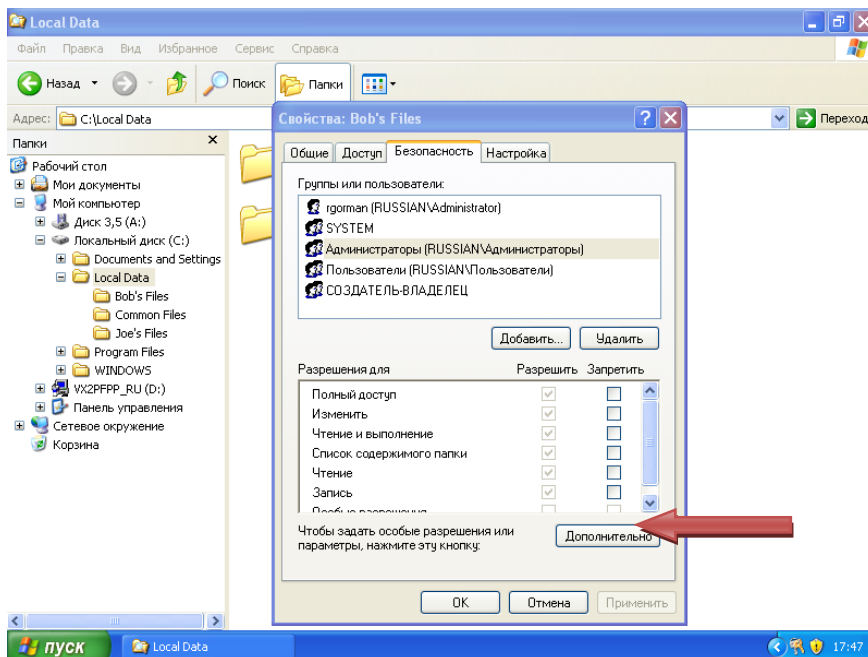 Local Data
Файл Правка Вид Избранное Сервис Справка
Назад Поиск Папки
Адрес: C:\Local Data Переход
Папки
Рабочий стол
Мои документы
Мой компьютер
Диск 3,5 (A:)
Локальный диск (C:)
Documents and Settings
Local Data
Bob's Files
Common Files
Joe's Files
Program Files
WINDOWS
VX2PFPP_RU (D:)
Панель управления
Сетевое окружение
Корзина
Свойства: Bob's Files
Общие Доступ Безопасность Настройка
Группы или пользователи:
rgorman (RUSSIAN\Administrator)
SYSTEM
Администраторы (RUSSIAN\Администраторы)
Пользователи (RUSSIAN\Пользователи)
СОЗДАТЕЛЬ-ВЛАДЕЛЕЦ
Добавить... Удалить
Разрешения для Разрешить Запретить
Полный доступ
Изменить
Чтение и выполнение
Список содержимого папки
Чтение
Запись
Особые разрешения
Чтобы задать особые разрешения или
параметры, нажмите эту кнопку:
Дополнительно
OK Отмена Применить
пуск Local Data 17:47